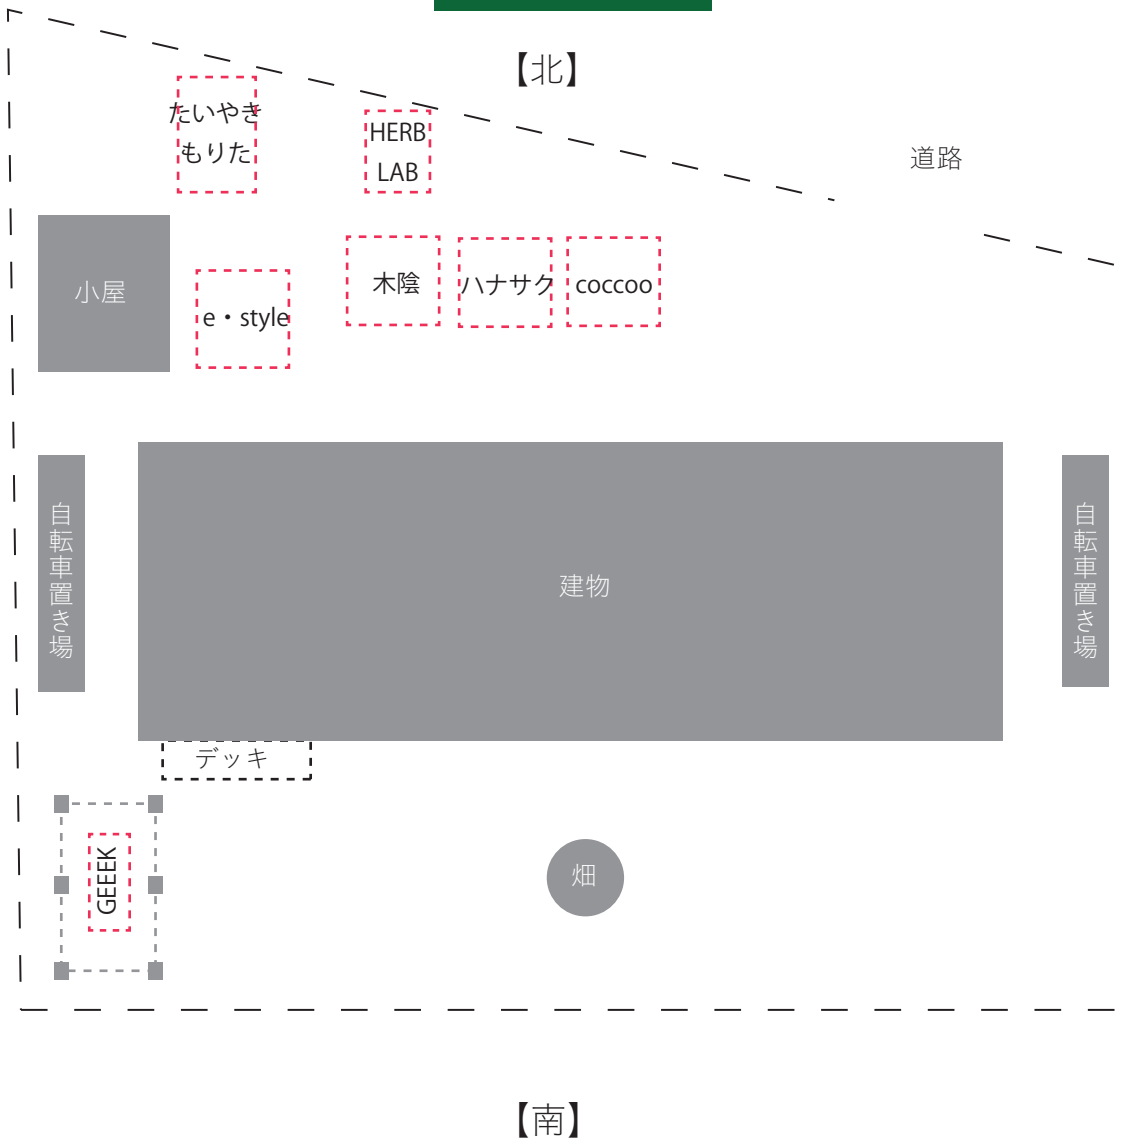 【北】
たいやき
もりた
HERB
LAB
道路
小屋
e・style
木陰
ハナサク
coccoo
自転車置き場
建物
自転車置き場
デッキ
GEEEK
畑
【南】